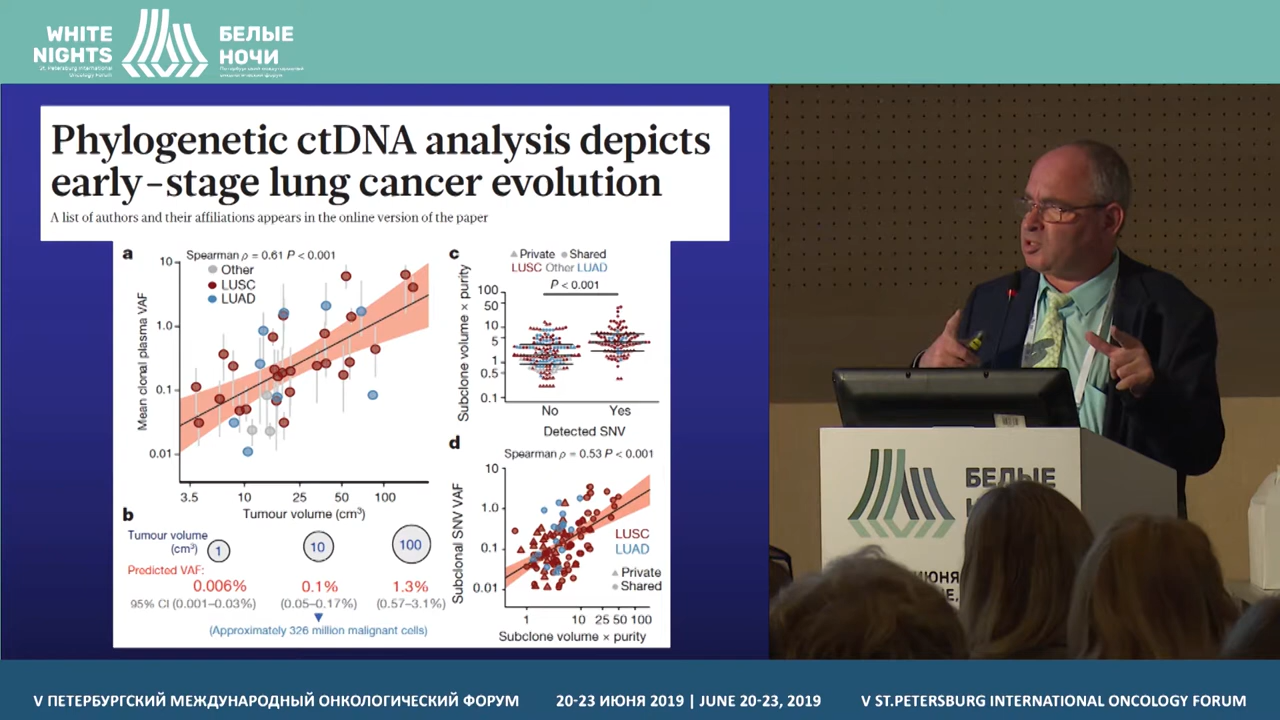 WHITE
NIGHTS
St. Petersburg International
Oncology Forum
БЕЛЫЕ
НОЧИ
Phylogenetic ctDNA analysis depicts
early–stage lung cancer evolution
A list of authors and their affiliations appears in the online version of the paper
a
Spearman ρ = 0.61 P < 0.001
Other
LUSC
LUAD
Mean clonal plasma VAF
10
1.0
0.1
0.01
3.5 10 25 50 100
Tumour volume (cm³)
b
Tumour volume
(cm³)
1 10 100
Predicted VAF:
0.006% 0.1% 1.3%
95% CI (0.001–0.03%) (0.05–0.17%) (0.57–3.1%)
(Approximately 326 million malignant cells)
c
Private Shared
LUSC Other LUAD
P < 0.001
Subclone volume × purity
100
50
10
5
1
0.5
0.1
No Yes
Detected SNV
d
Spearman ρ = 0.53 P < 0.001
Subclonal SNV VAF
10
1.0
0.1
0.01
LUSC
LUAD
Private
Shared
1 10 25 50 100
Subclone volume × purity
БЕЛЫЕ
V ПЕТЕРБУРГСКИЙ МЕЖДУНАРОДНЫЙ ОНКОЛОГИЧЕСКИЙ ФОРУМ
20-23 ИЮНЯ 2019 | JUNE 20-23, 2019
V ST.PETERSBURG INTERNATIONAL ONCOLOGY FORUM